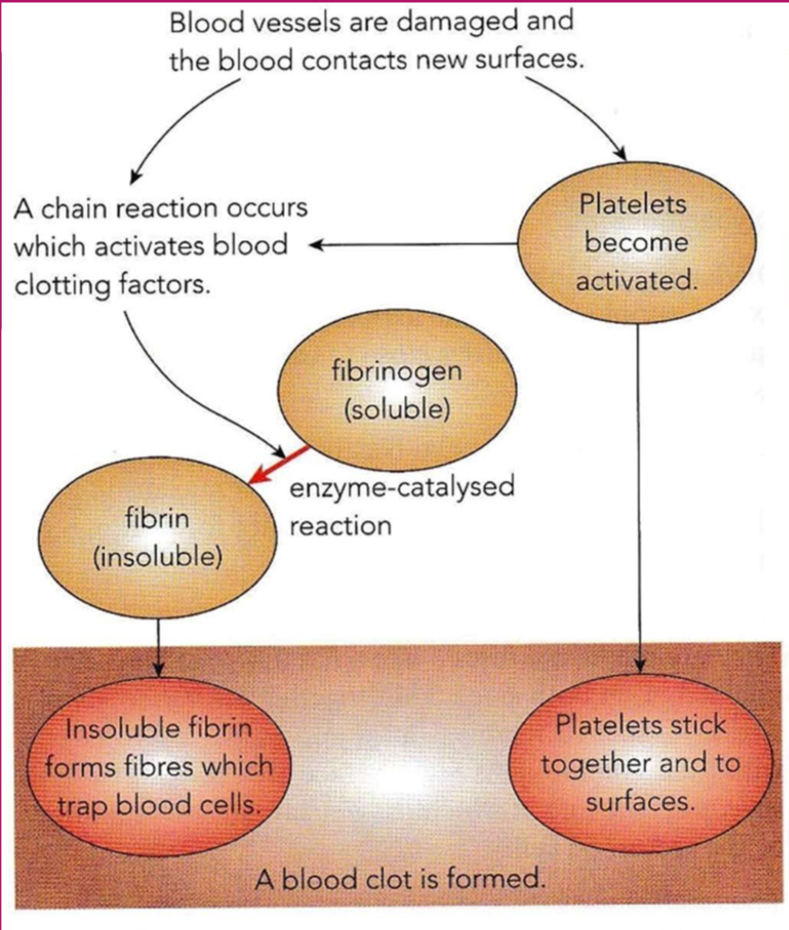 Blood vessels are damaged and
the blood contacts new surfaces.
Platelets
become
activated.
A chain reaction occurs
which activates blood
clotting factors.
fibrinogen
(soluble)
enzyme-catalysed
reaction
fibrin
(insoluble)
Insoluble fibrin
forms fibres which
trap blood cells.
Platelets stick
together and to
surfaces.
A blood clot is formed.